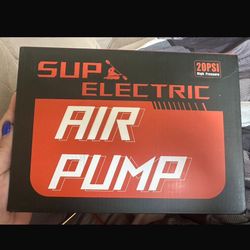 SUP
20PSI
High Pressure
ELECTRIC
AIR
PUMP